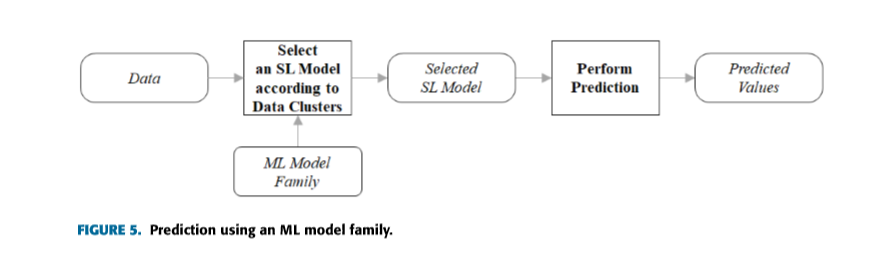 Data
Select
an SL Model
according to
Data Clusters
Selected
SL Model
Perform
Prediction
Predicted
Values
ML Model
Family
FIGURE 5. Prediction using an ML model family.